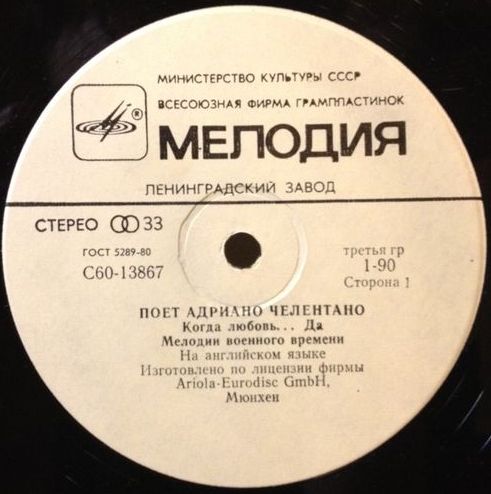 МИНИСТЕРСТВО КУЛЬТУРЫ СССР
ВСЕСОЮЗНАЯ ФИРМА ГРАМПЛАСТИНОК
®
МЕЛОДИЯ
ЛЕНИНГРАДСКИЙ ЗАВОД
СТЕРЕО 33
ГОСТ 5289-80
С60-13867
третья гр
1-90
Сторона 1
ПОЕТ АДРИАНО ЧЕЛЕНТАНО
Когда любовь... Да
Мелодии военного времени
На английском языке
Изготовлено по лицензии фирмы
Ariola-Eurodisc GmbH,
Мюнхен